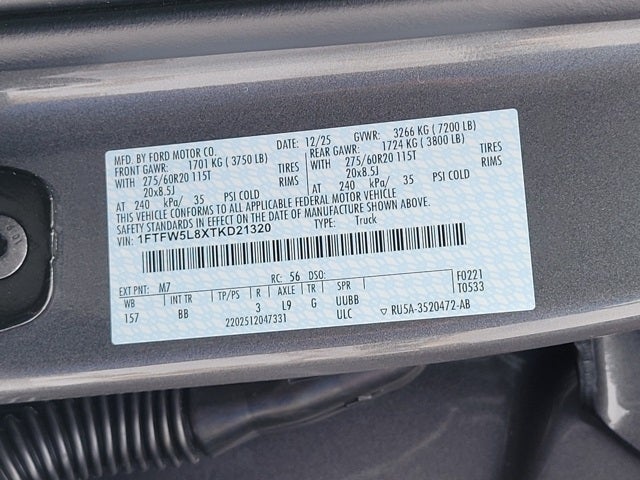 MFD. BY FORD MOTOR CO. DATE: 12/25 GVWR: 3266 KG ( 7200 LB)
FRONT GAWR: 1701 KG ( 3750 LB) REAR GAWR: 1724 KG ( 3800 LB)
WITH 275/60R20 115T TIRES WITH 275/60R20 115T TIRES
20x8.5J RIMS 20x8.5J RIMS
AT 240 kPa/ 35 PSI COLD AT 240 kPa/ 35 PSI COLD
THIS VEHICLE CONFORMS TO ALL APPLICABLE FEDERAL MOTOR VEHICLE
SAFETY AND THEFT PREVENTION STANDARDS IN EFFECT ON THE DATE OF MANUFACTURE SHOWN ABOVE.
VIN: 1FTFW5L8XTKD21320 TYPE: Truck
EXT PNT: M7 RC: 56 DSO: F0221
WB INT TR TP/PS R AXLE TR SPR T0533
157 BB 3 L9 G UUBB
2202512047331 ULC ▽ RU5A-3520472-AB